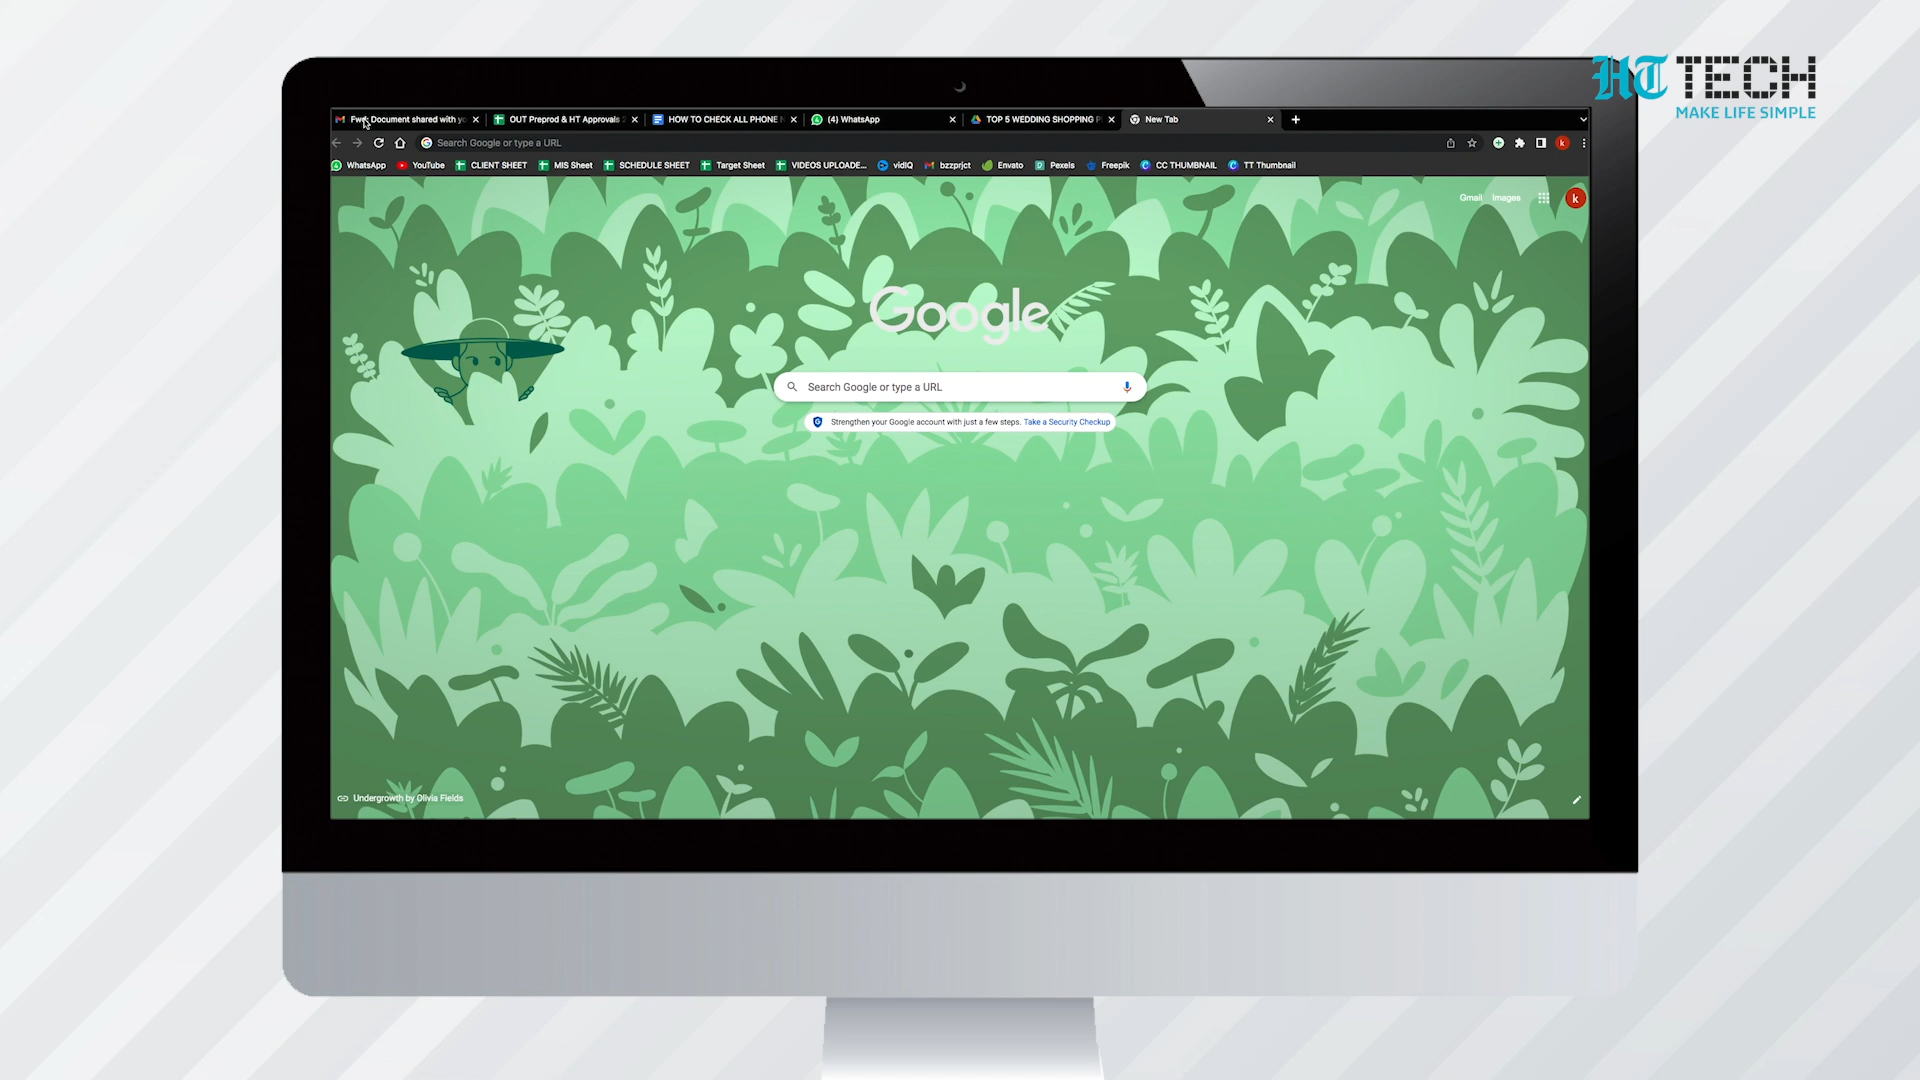 HT TECH
MAKE LIFE SIMPLE
Fwd: Document shared with yo
OUT Preprod & HT Approvals 2
HOW TO CHECK ALL PHONE N
(4) WhatsApp
TOP 5 WEDDING SHOPPING P
New Tab
Search Google or type a URL
k
WhatsApp
YouTube
CLIENT SHEET
MIS Sheet
SCHEDULE SHEET
Target Sheet
VIDEOS UPLOADE...
vidIQ
bzzprjct
Envato
Pexels
Freepik
CC THUMBNAIL
TT Thumbnail
Gmail
Images
k
Google
Search Google or type a URL
Strengthen your Google account with just a few steps. Take a Security Checkup
Undergrowth by Olivia Fields